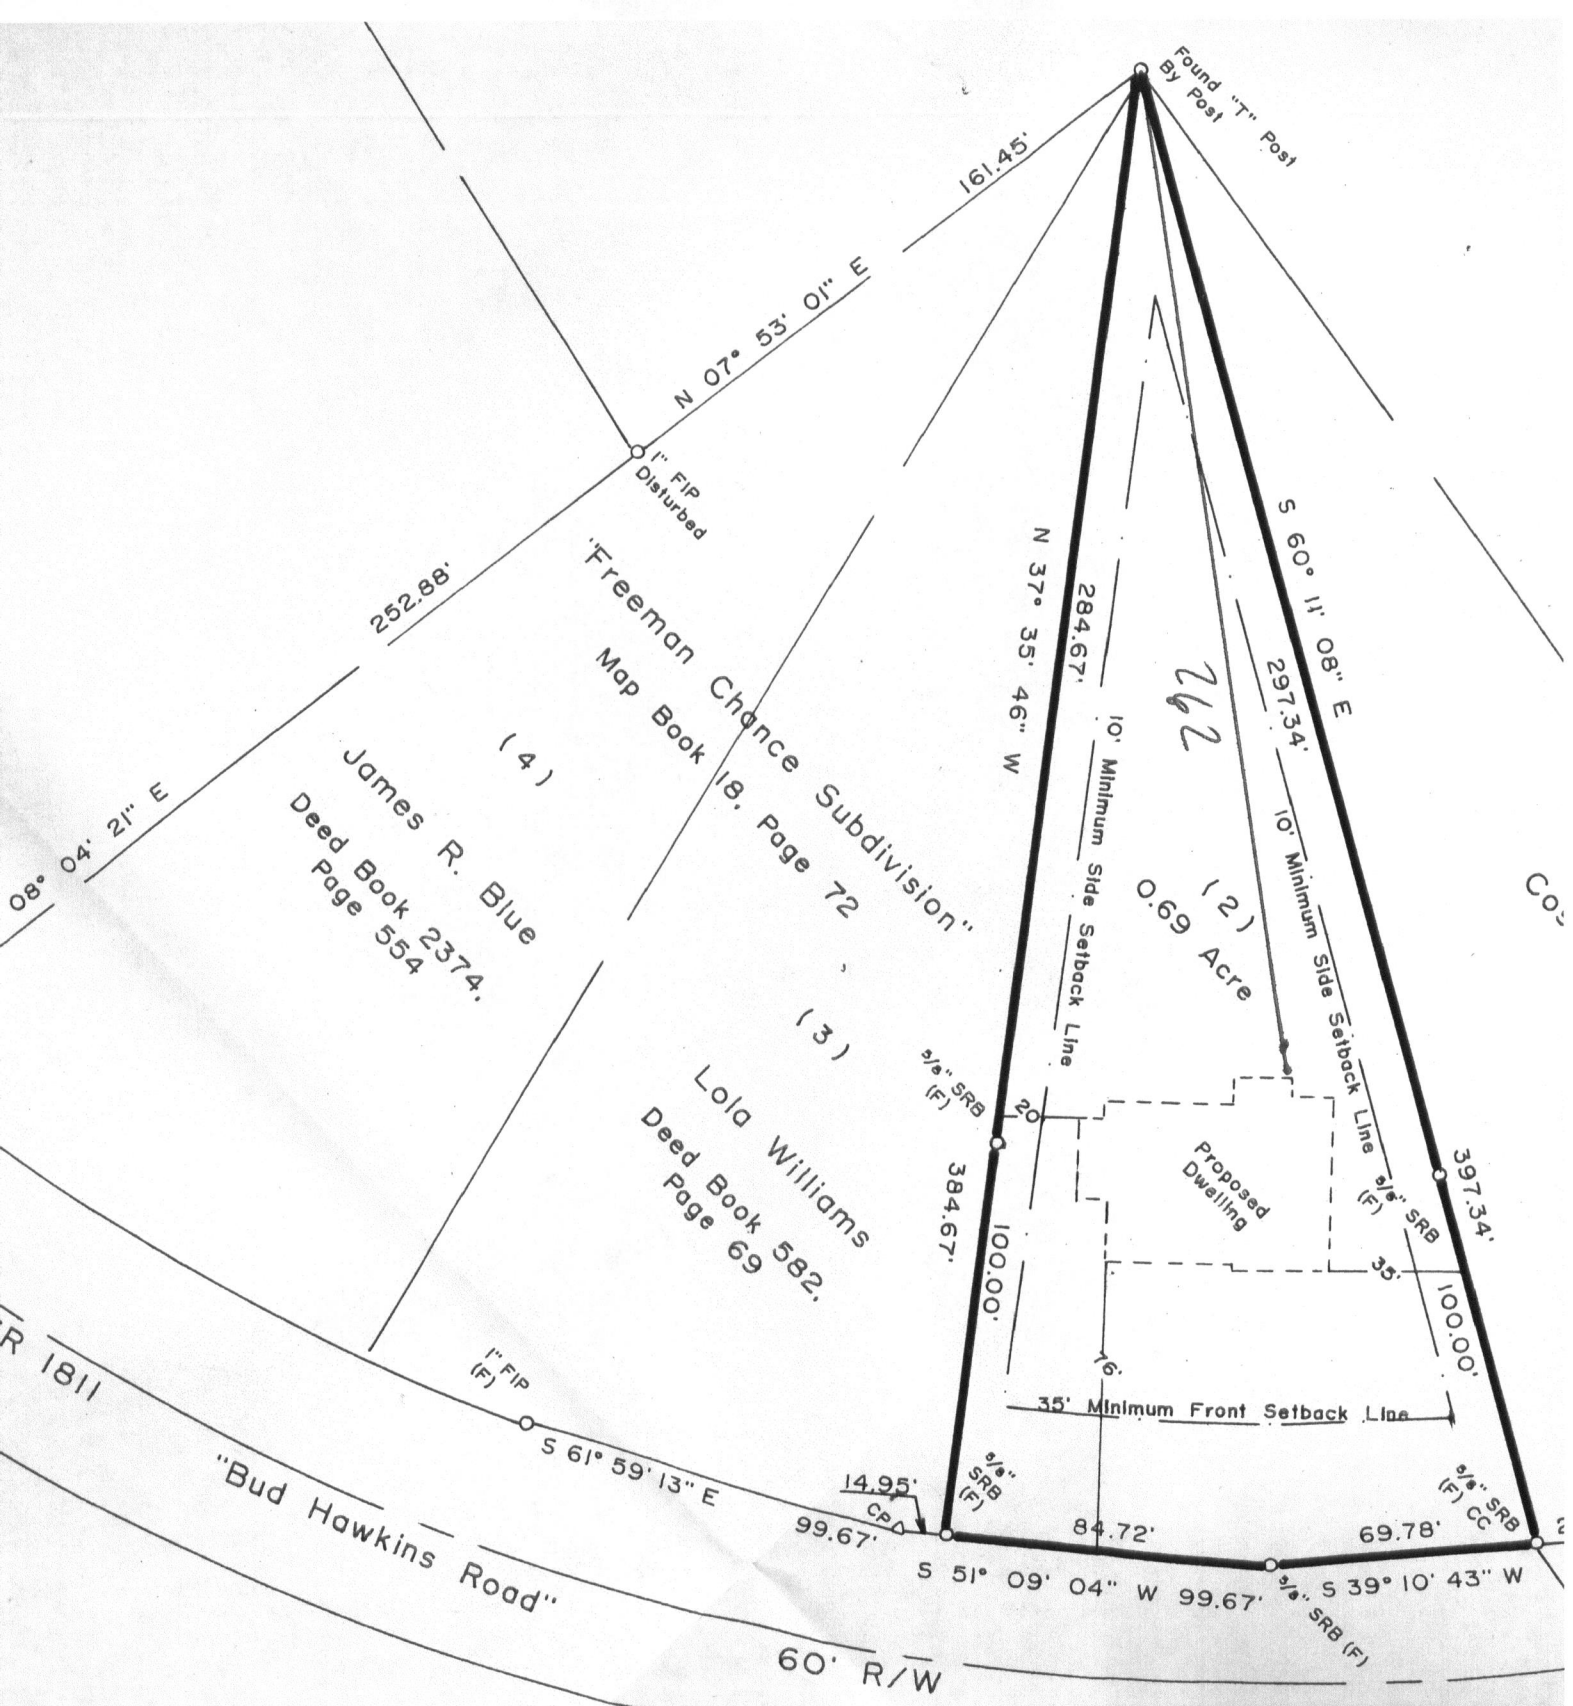 Found "T" Post
By Post
161.45'
N 07° 53' 01" E
1" FIP
Disturbed
252.88'
08° 04' 21" E
"Freeman Chance Subdivision"
Map Book 18, Page 72
(4)
James R. Blue
Deed Book 2374,
Page 554
(3)
Lola Williams
Deed Book 582,
Page 69
N 37° 35' 46" W
284.67'
10' Minimum Side Setback Line
262
S 60° 11' 08" E
297.34'
10' Minimum Side Setback Line
(2)
0.69 Acre
Cos
5/8" SRB
(F)
20'
Proposed
Dwelling
5/8" SRB
(F)
397.34'
384.67'
100.00'
35'
100.00'
76'
35' Minimum Front Setback Line
1" FIP
(F)
S 61° 59' 13" E
14.95'
CP
99.67'
5/8"
SRB
(F)
84.72'
69.78'
5/8" SRB
(F) CC
S 51° 09' 04" W 99.67'
5/8" SRB (F)
S 39° 10' 43" W
R 1811
"Bud Hawkins Road"
60' R/W